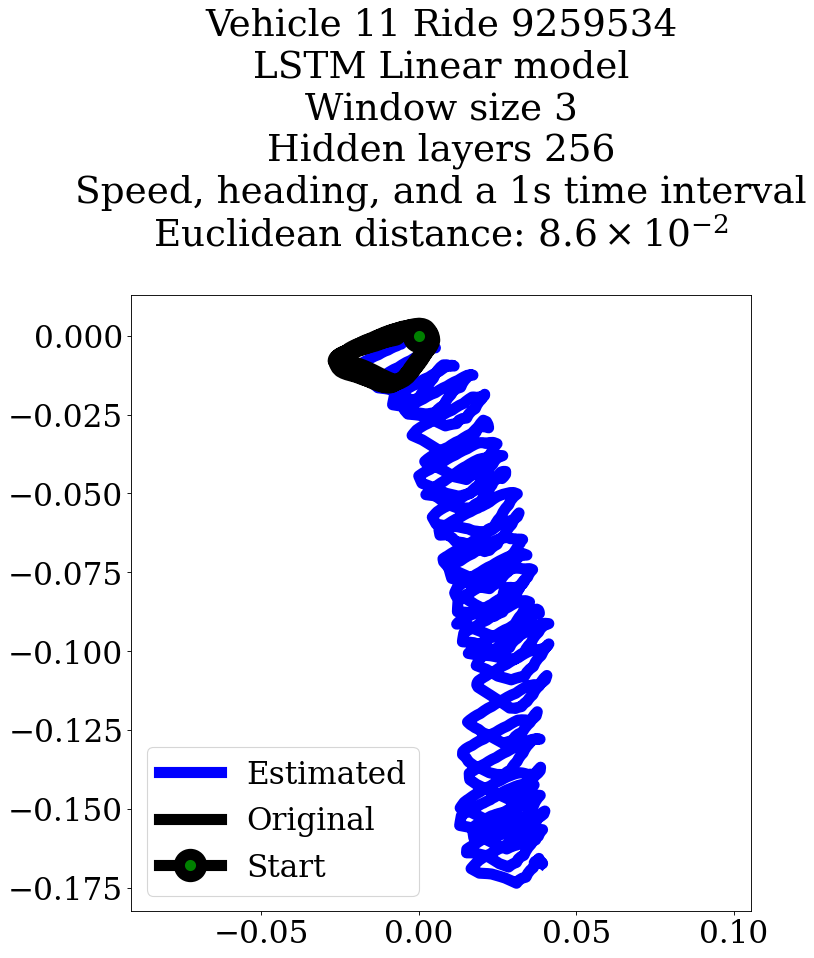 Vehicle 11 Ride 9259534
LSTM Linear model
Window size 3
Hidden layers 256
Speed, heading, and a 1s time interval
Euclidean distance: 8.6 × 10⁻²
0.000
−0.025
−0.050
−0.075
−0.100
−0.125
−0.150
−0.175
Estimated
Original
Start
−0.05 0.00 0.05 0.10